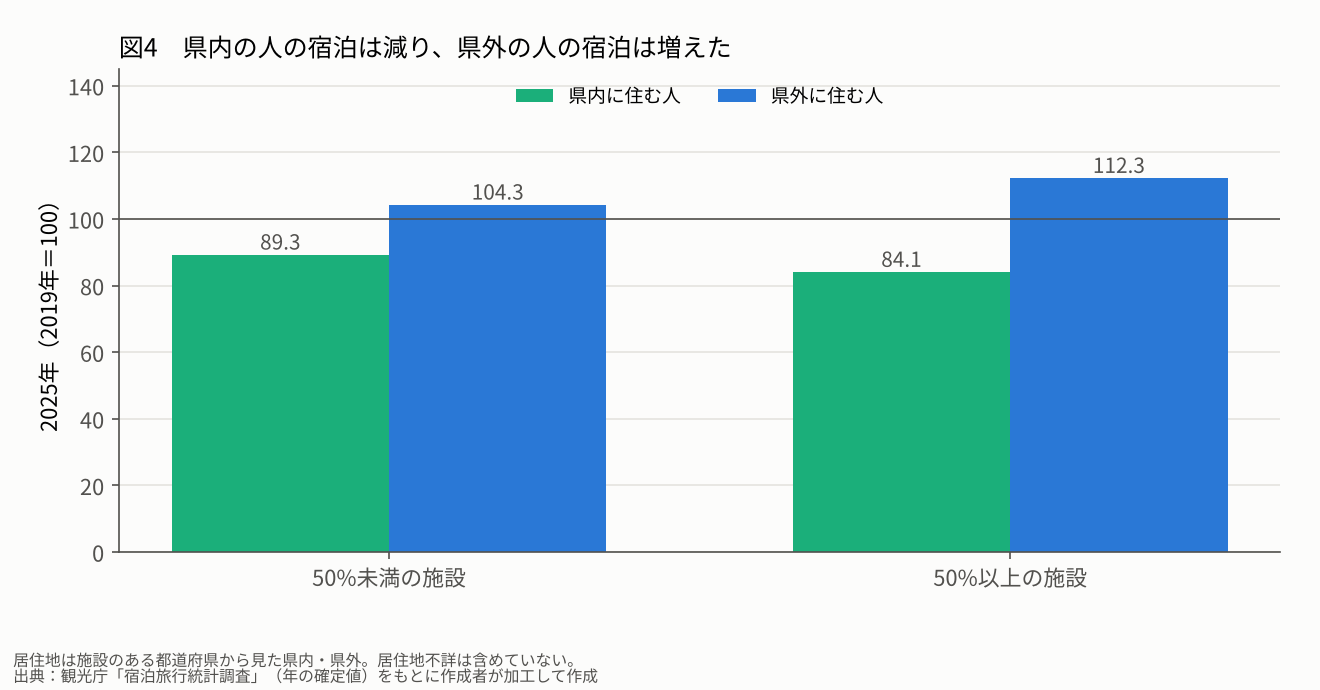 図4　県内の人の宿泊は減り、県外の人の宿泊は増えた
県内に住む人　県外に住む人
2025年（2019年＝100）
140
120
100
80
60
40
20
0
89.3
104.3
84.1
112.3
50%未満の施設
50%以上の施設
居住地は施設のある都道府県から見た県内・県外。居住地不詳は含めていない。
出典：観光庁「宿泊旅行統計調査」（年の確定値）をもとに作成者が加工して作成